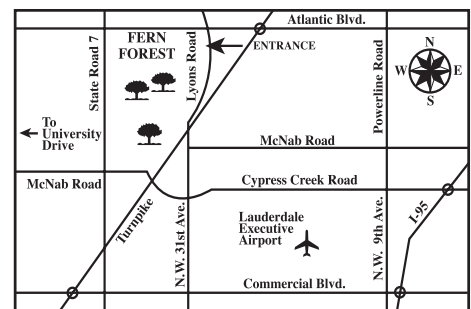 Atlantic Blvd.
FERN
FOREST
ENTRANCE
State Road 7
Lyons Road
Powerline Road
N
W
E
S
To
University
Drive
McNab Road
McNab Road
Cypress Creek Road
Turnpike
N.W. 31st Ave.
Lauderdale
Executive
Airport
N.W. 9th Ave.
I-95
Commercial Blvd.